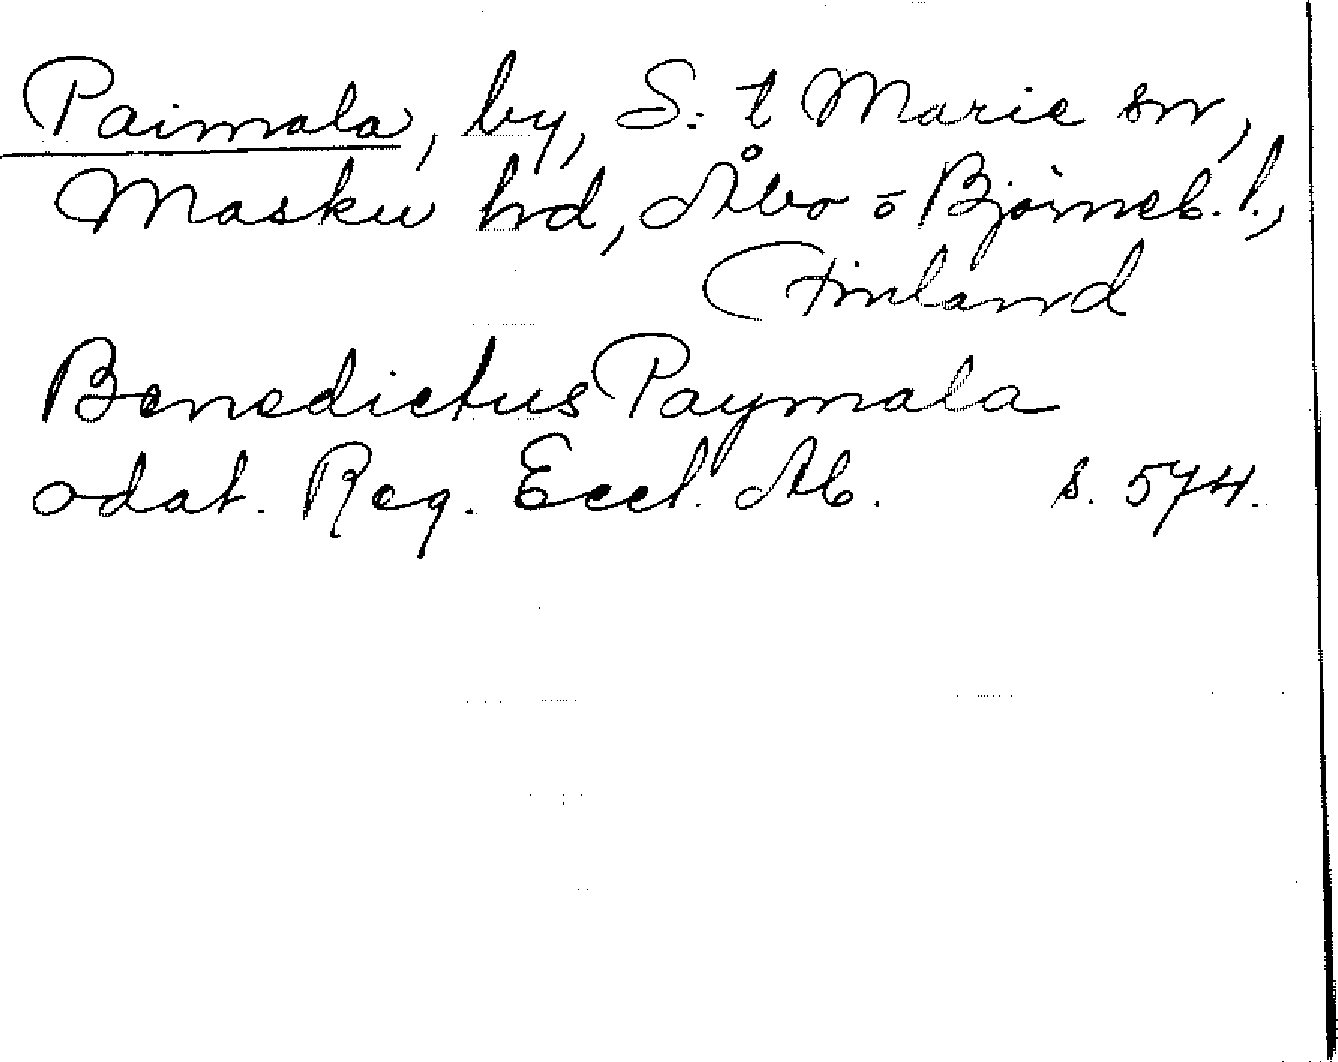 Paimala, by, S:t Marie sn,
Masku hd, Åbo o Björneb. l.,
Finland
Benedictus Paymala
odat. Reg. Eccl. Ab. s. 574.